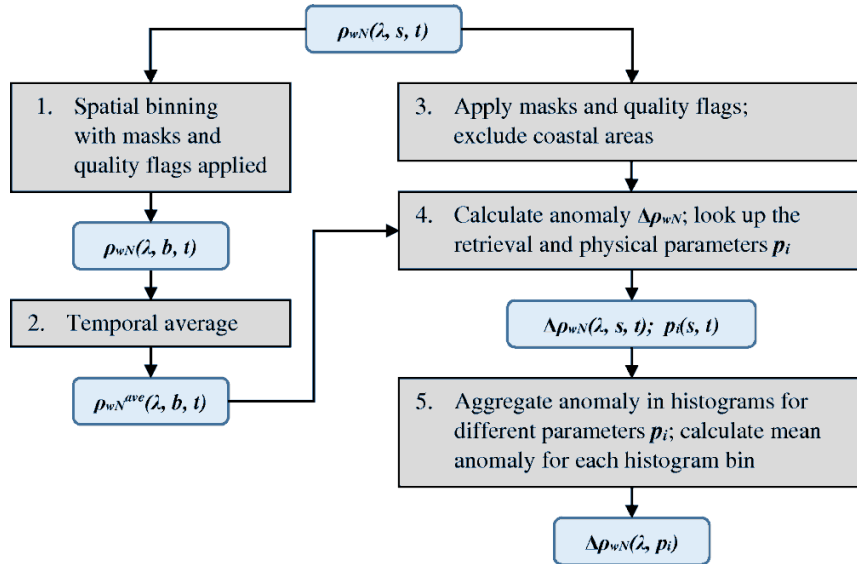 ρwN(λ, s, t)
1. Spatial binning
with masks and
quality flags applied
ρwN(λ, b, t)
2. Temporal average
ρwN^ave(λ, b, t)
3. Apply masks and quality flags;
exclude coastal areas
4. Calculate anomaly ΔρwN; look up the
retrieval and physical parameters pi
ΔρwN(λ, s, t); pi(s, t)
5. Aggregate anomaly in histograms for
different parameters pi; calculate mean
anomaly for each histogram bin
ΔρwN(λ, pi)